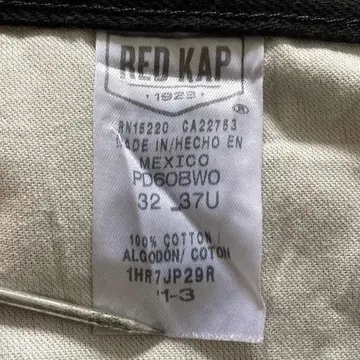 RED KAP
· 1923 ·
®
RN15220 CA22753
MADE IN/HECHO EN
MEXICO
PD60BWO
32 37U
100% COTTON
ALGODON/ COTON
1HR7JP29R
1-3